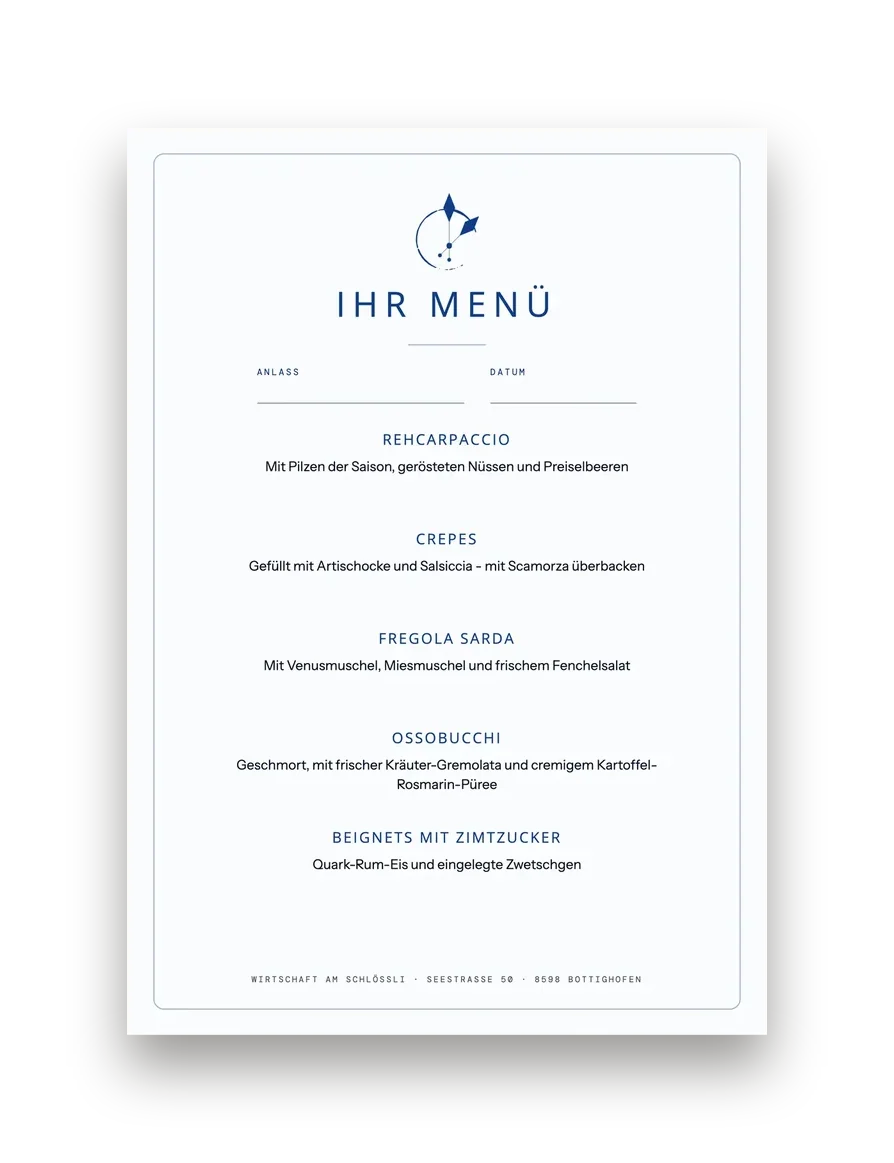 IHR MENÜ
ANLASS DATUM
REHCARPACCIO
Mit Pilzen der Saison, gerösteten Nüssen und Preiselbeeren
CREPES
Gefüllt mit Artischocke und Salsiccia - mit Scamorza überbacken
FREGOLA SARDA
Mit Venusmuschel, Miesmuschel und frischem Fenchelsalat
OSSOBUCCHI
Geschmort, mit frischer Kräuter-Gremolata und cremigem Kartoffel-
Rosmarin-Püree
BEIGNETS MIT ZIMTZUCKER
Quark-Rum-Eis und eingelegte Zwetschgen
WIRTSCHAFT AM SCHLÖSSLI · SEESTRASSE 50 · 8598 BOTTIGHOFEN